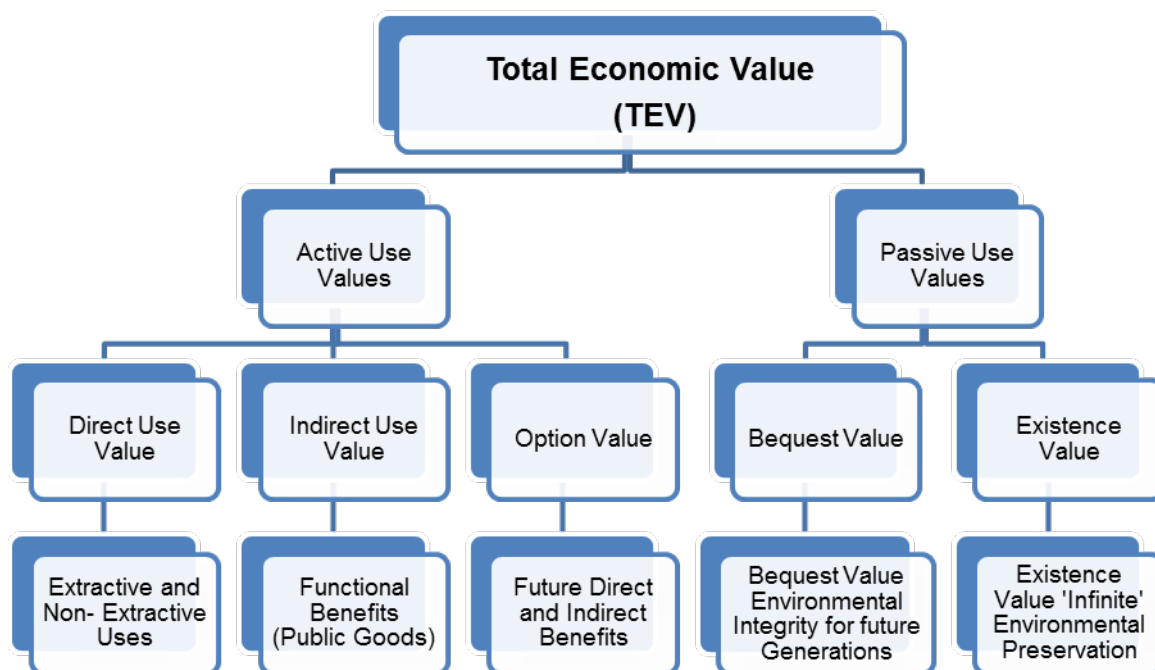 Total Economic Value
(TEV)
Active Use
Values
Passive Use
Values
Direct Use
Value
Indirect Use
Value
Option Value
Bequest Value
Existence
Value
Extractive and
Non- Extractive
Uses
Functional
Benefits
(Public Goods)
Future Direct
and Indirect
Benefits
Bequest Value
Environmental
Integrity for future
Generations
Existence
Value 'Infinite'
Environmental
Preservation